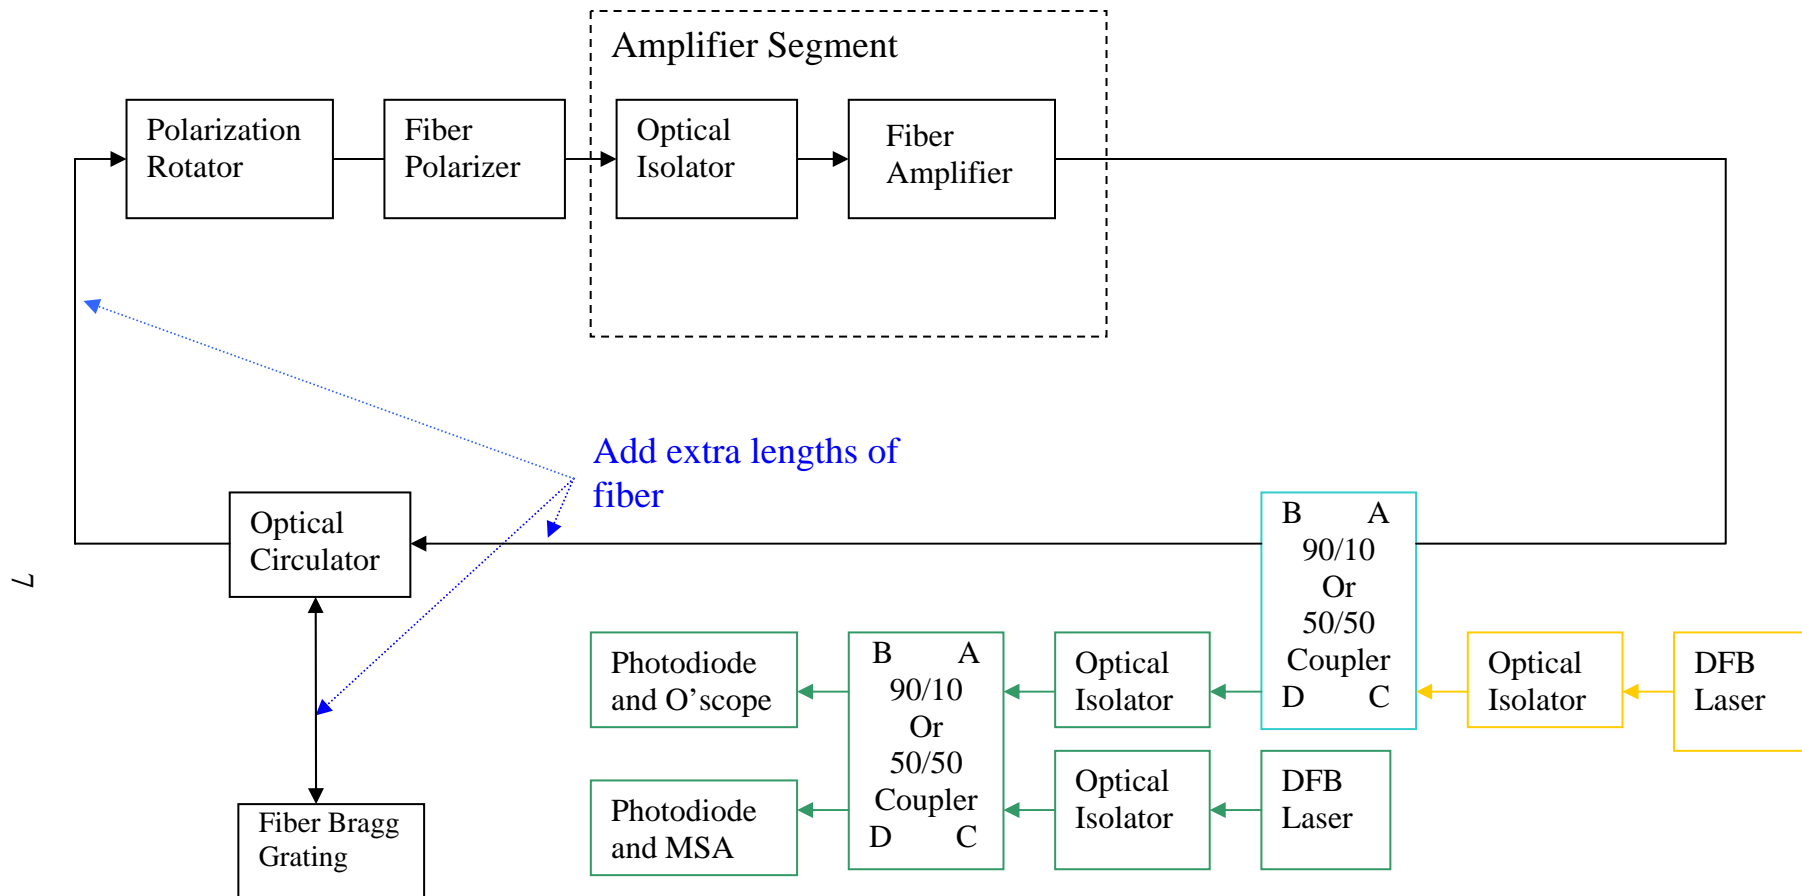 Amplifier Segment
Polarization
Rotator
Fiber
Polarizer
Optical
Isolator
Fiber
Amplifier
Add extra lengths of
fiber
Optical
Circulator
B A
90/10
Or
50/50
Coupler
D C
Optical
Isolator
DFB
Laser
Photodiode
and O'scope
B A
90/10
Or
50/50
Coupler
D C
Optical
Isolator
Photodiode
and MSA
Optical
Isolator
DFB
Laser
Fiber Bragg
Grating
7